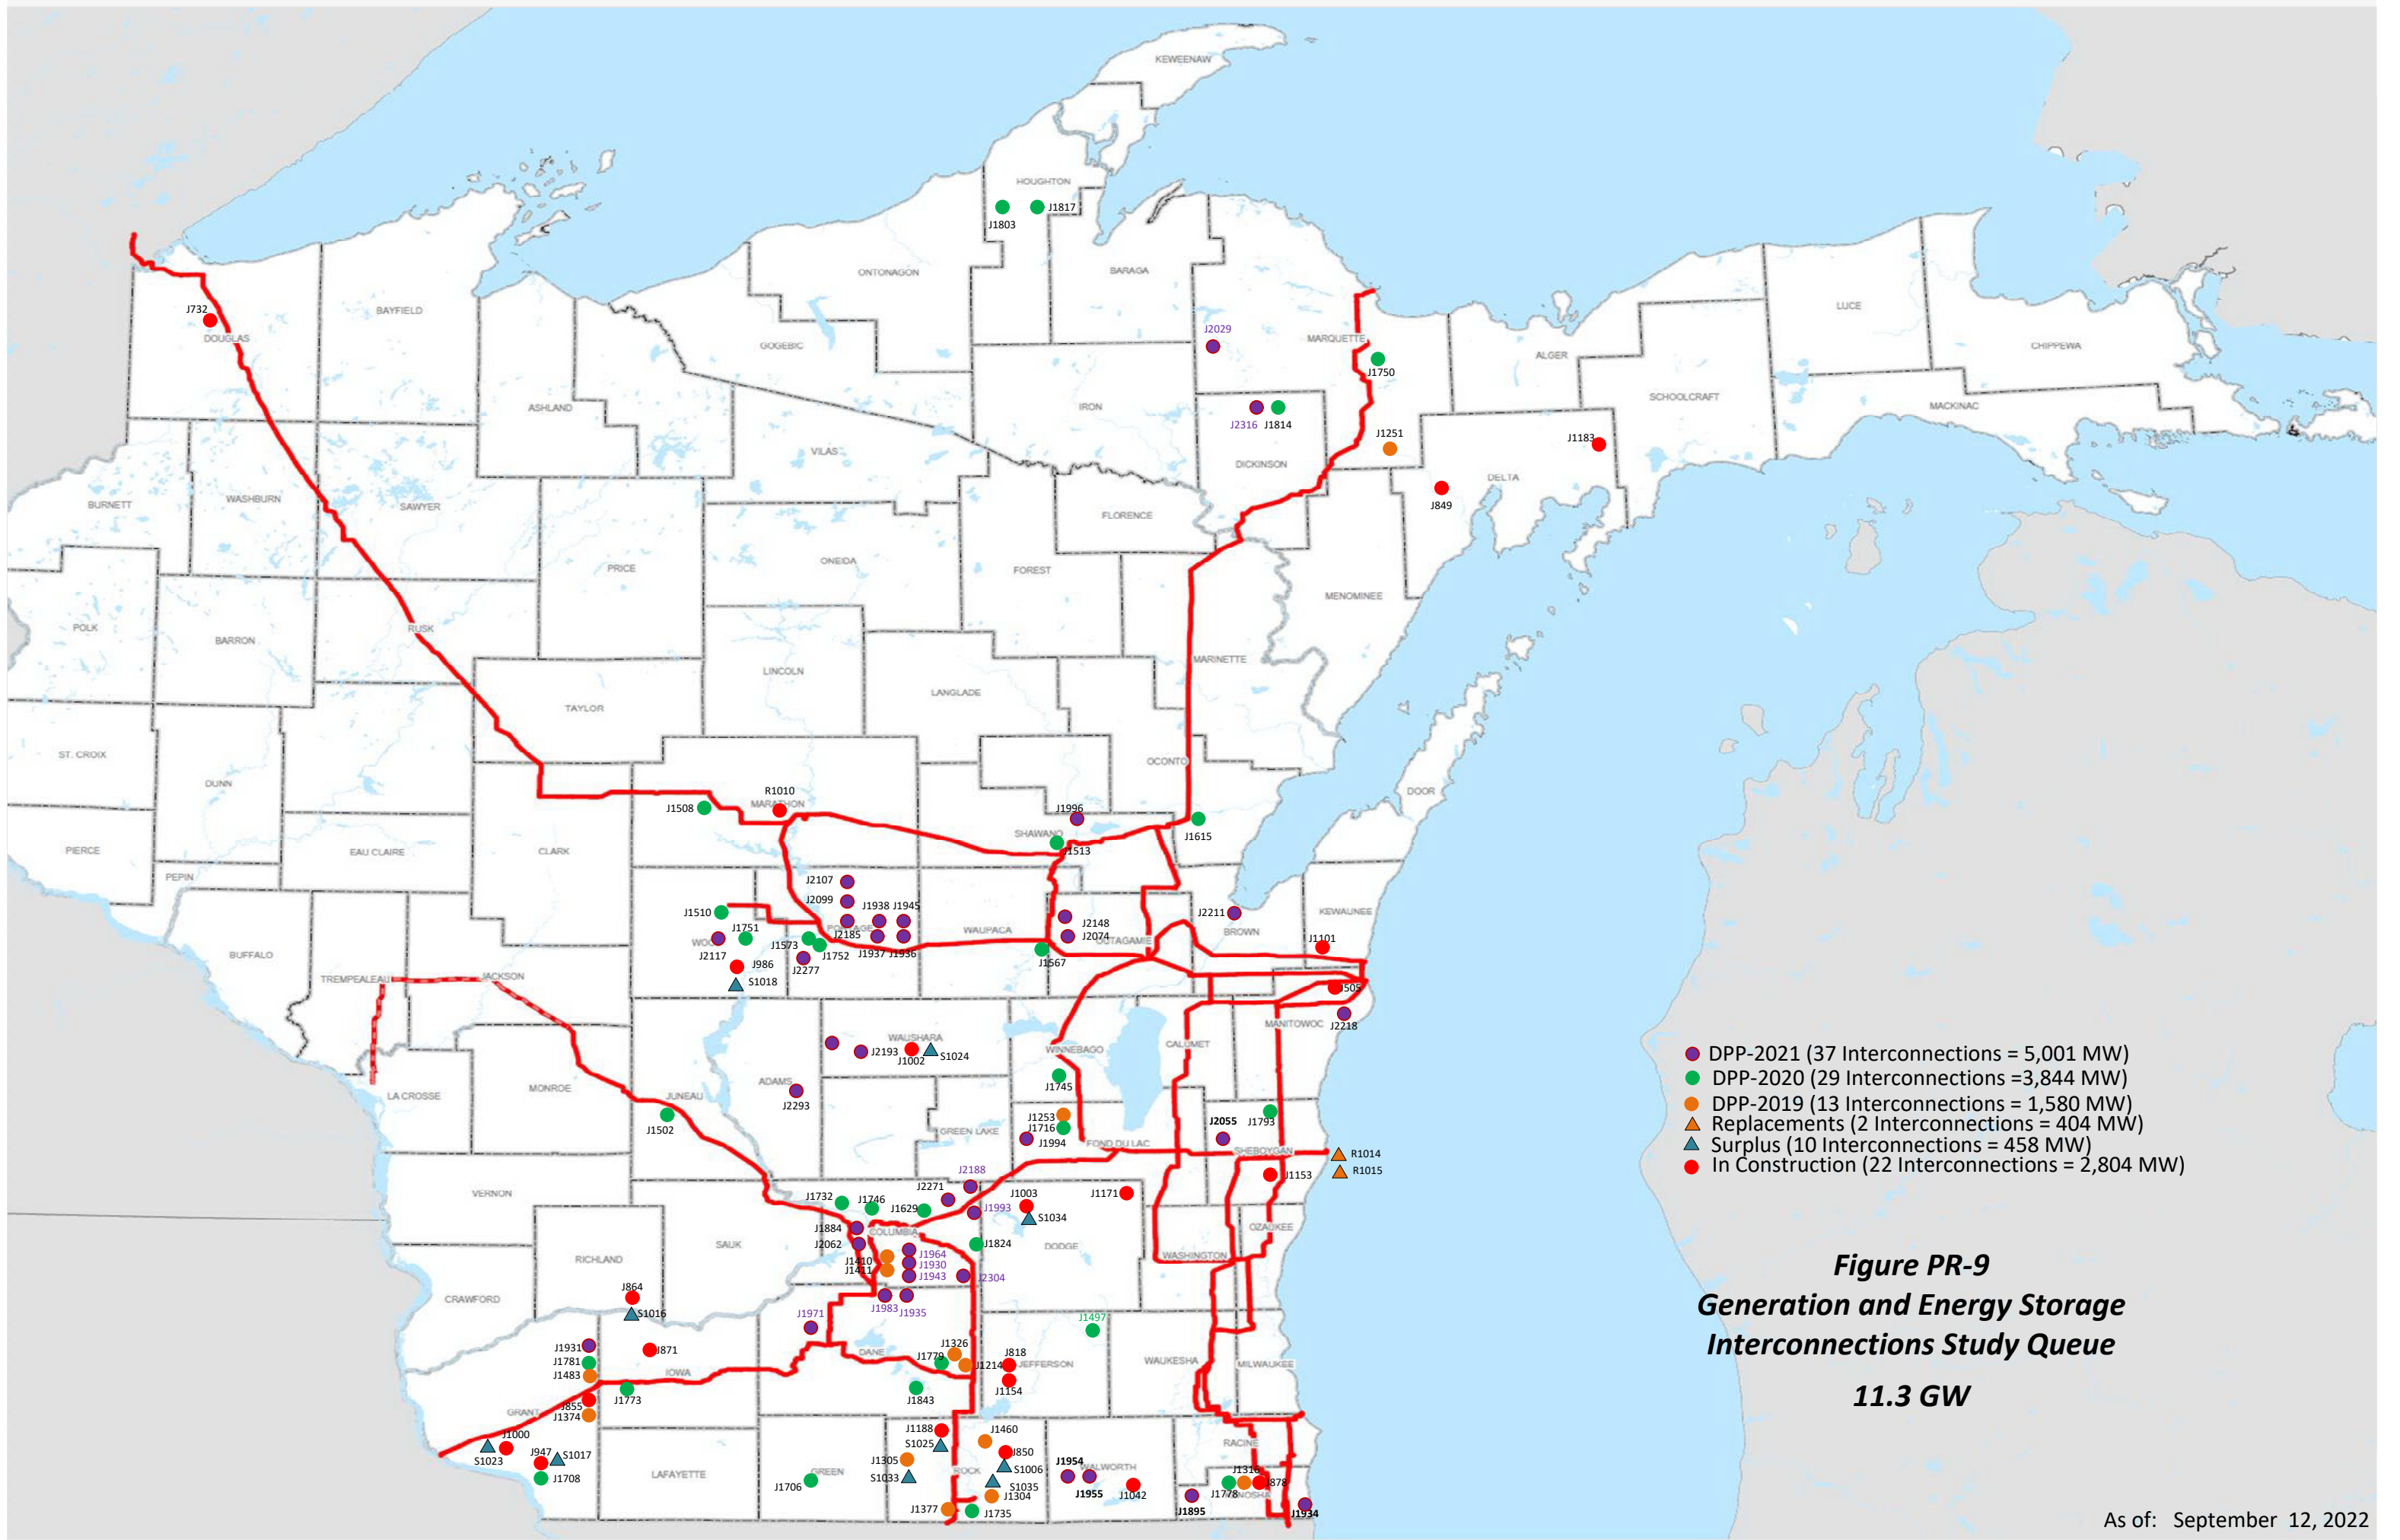 KEWEENAW
HOUGHTON
J1803
J1817
ONTONAGON
BARAGA
LUCE
J732
DOUGLAS
BAYFIELD
GOGEBIC
J2029
MARQUETTE
J1750
ALGER
CHIPPEWA
ASHLAND
IRON
SCHOOLCRAFT
MACKINAC
J2316
J1814
J1251
J1183
VILAS
DICKINSON
DELTA
J849
BURNETT
WASHBURN
SAWYER
FLORENCE
PRICE
ONEIDA
FOREST
MENOMINEE
POLK
BARRON
RUSK
MARINETTE
LINCOLN
LANGLADE
TAYLOR
ST. CROIX
DUNN
OCONTO
DOOR
R1010
MARATHON
J1508
J1996
SHAWANO
J1513
J1615
PIERCE
EAU CLAIRE
CLARK
PEPIN
J2107
J2099
J1938
J1945
J1510
J1751
J2117
J1573
J1752
J2185
J1937
J1936
J2277
J986
S1018
WAUPACA
J2148
J2074
OUTAGAMIE
J1567
J2211
BROWN
KEWAUNEE
J1101
J505
BUFFALO
TREMPEALEAU
JACKSON
MANITOWOC
J2218
WAUSHARA
J2193
J1002
S1024
WINNEBAGO
CALUMET
J1745
LA CROSSE
MONROE
JUNEAU
J1502
ADAMS
J2293
GREEN LAKE
J1253
J1716
J1994
FOND DU LAC
J2055
J1793
SHEBOYGAN
R1014
R1015
J1153
DPP-2021 (37 Interconnections = 5,001 MW)
DPP-2020 (29 Interconnections =3,844 MW)
DPP-2019 (13 Interconnections = 1,580 MW)
Replacements (2 Interconnections = 404 MW)
Surplus (10 Interconnections = 458 MW)
In Construction (22 Interconnections = 2,804 MW)
VERNON
J2188
J2271
J1732
J1746
J1629
J1993
J1003
S1034
J1171
J1884
COLUMBIA
J2062
J1824
DODGE
OZAUKEE
WASHINGTON
RICHLAND
SAUK
J1410
J1411
J1964
J1930
J1943
J2304
J1983
J1935
CRAWFORD
J864
S1016
J1971
J1497
J1931
J1781
J1483
J871
IOWA
DANE
J1326
J1779
J1214
J818
JEFFERSON
J1154
WAUKESHA
MILWAUKEE
J1773
J1843
GRANT
J855
J1374
J1000
S1023
J947
S1017
J1708
LAFAYETTE
GREEN
J1706
J1188
S1025
J1305
S1033
J1460
J850
ROCK
S1006
S1035
J1304
J1377
J1735
J1954
WALWORTH
J1955
J1042
RACINE
J1316
J878
J1778
J1895
J1934
Figure PR-9
Generation and Energy Storage
Interconnections Study Queue
11.3 GW
As of: September 12, 2022